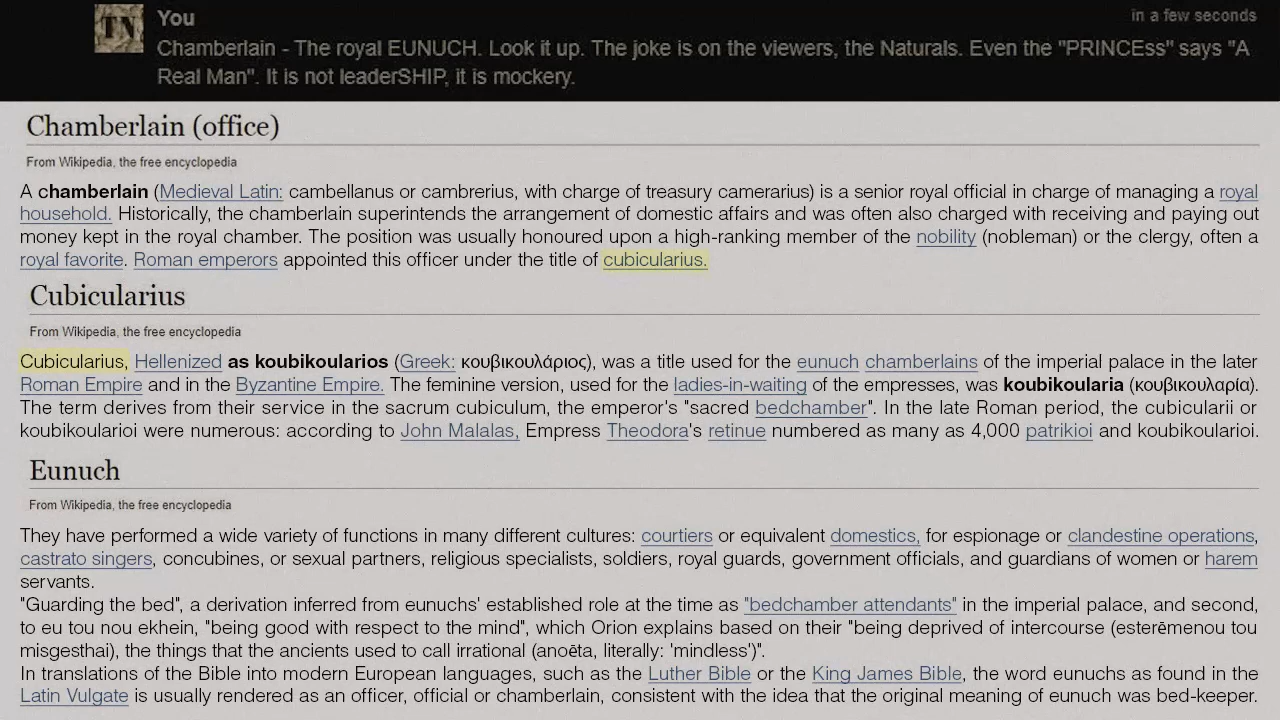 TN
You
in a few seconds
Chamberlain - The royal EUNUCH. Look it up. The joke is on the viewers, the Naturals. Even the "PRINCEss" says "A
Real Man". It is not leaderSHIP, it is mockery.
Chamberlain (office)
From Wikipedia, the free encyclopedia
A chamberlain (Medieval Latin: cambellanus or cambrerius, with charge of treasury camerarius) is a senior royal official in charge of managing a royal
household. Historically, the chamberlain superintends the arrangement of domestic affairs and was often also charged with receiving and paying out
money kept in the royal chamber. The position was usually honoured upon a high-ranking member of the nobility (nobleman) or the clergy, often a
royal favorite. Roman emperors appointed this officer under the title of cubicularius.
Cubicularius
From Wikipedia, the free encyclopedia
Cubicularius, Hellenized as koubikoularios (Greek: κουβικουλάριος), was a title used for the eunuch chamberlains of the imperial palace in the later
Roman Empire and in the Byzantine Empire. The feminine version, used for the ladies-in-waiting of the empresses, was koubikoularia (κουβικουλαρία).
The term derives from their service in the sacrum cubiculum, the emperor's "sacred bedchamber". In the late Roman period, the cubicularii or
koubikoularioi were numerous: according to John Malalas, Empress Theodora's retinue numbered as many as 4,000 patrikioi and koubikoularioi.
Eunuch
From Wikipedia, the free encyclopedia
They have performed a wide variety of functions in many different cultures: courtiers or equivalent domestics, for espionage or clandestine operations,
castrato singers, concubines, or sexual partners, religious specialists, soldiers, royal guards, government officials, and guardians of women or harem
servants.
"Guarding the bed", a derivation inferred from eunuchs' established role at the time as "bedchamber attendants" in the imperial palace, and second,
to eu tou nou ekhein, "being good with respect to the mind", which Orion explains based on their "being deprived of intercourse (esterēmenou tou
misgesthai), the things that the ancients used to call irrational (anoēta, literally: 'mindless')".
In translations of the Bible into modern European languages, such as the Luther Bible or the King James Bible, the word eunuchs as found in the
Latin Vulgate is usually rendered as an officer, official or chamberlain, consistent with the idea that the original meaning of eunuch was bed-keeper.